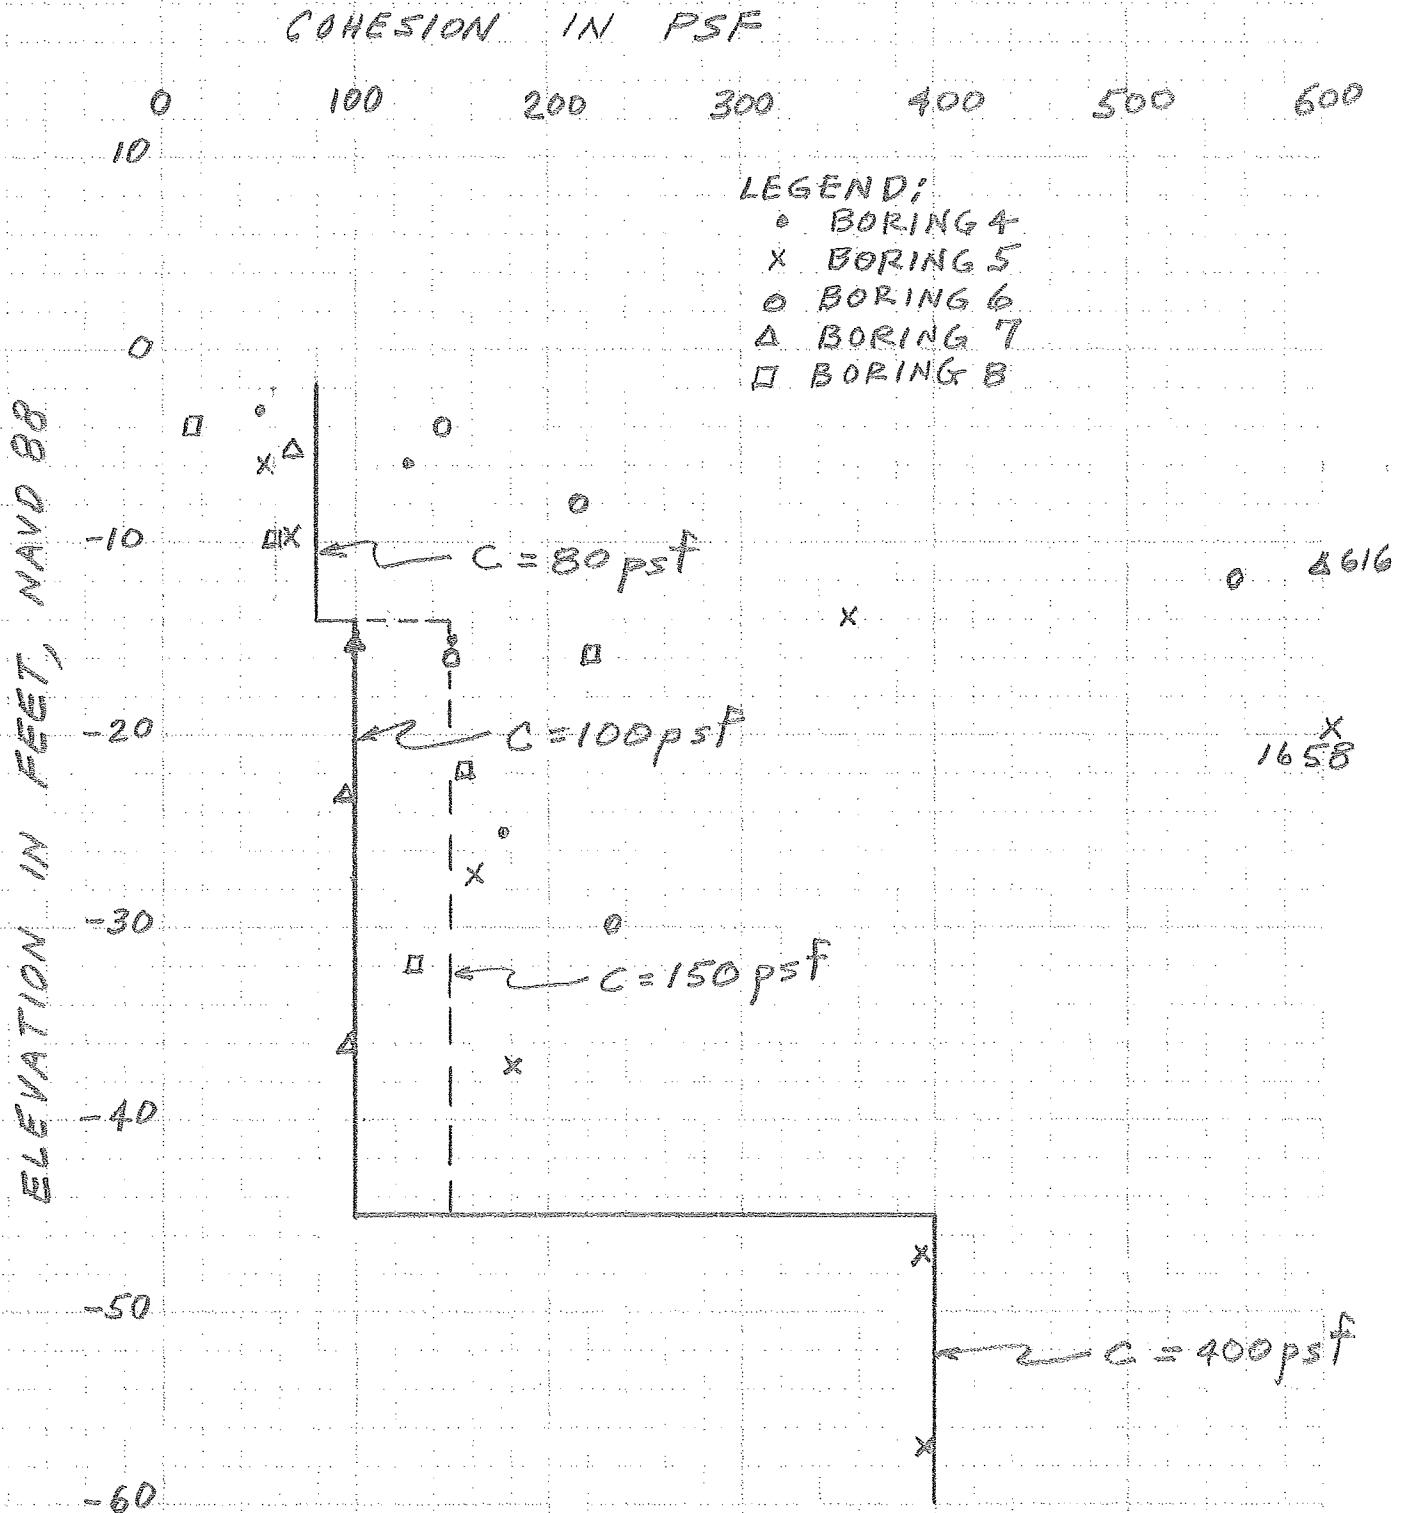 COHESION IN PSF
0 100 200 300 400 500 600
10
LEGEND:
BORING 4
x BORING 5
o BORING 6
△ BORING 7
□ BORING 8
0
-10
C = 80 psf
616
-20
C = 100 psf
1658
-30
C = 150 psf
-40
-50
C = 400 psf
-60
ELEVATION IN FEET, NAVD 88